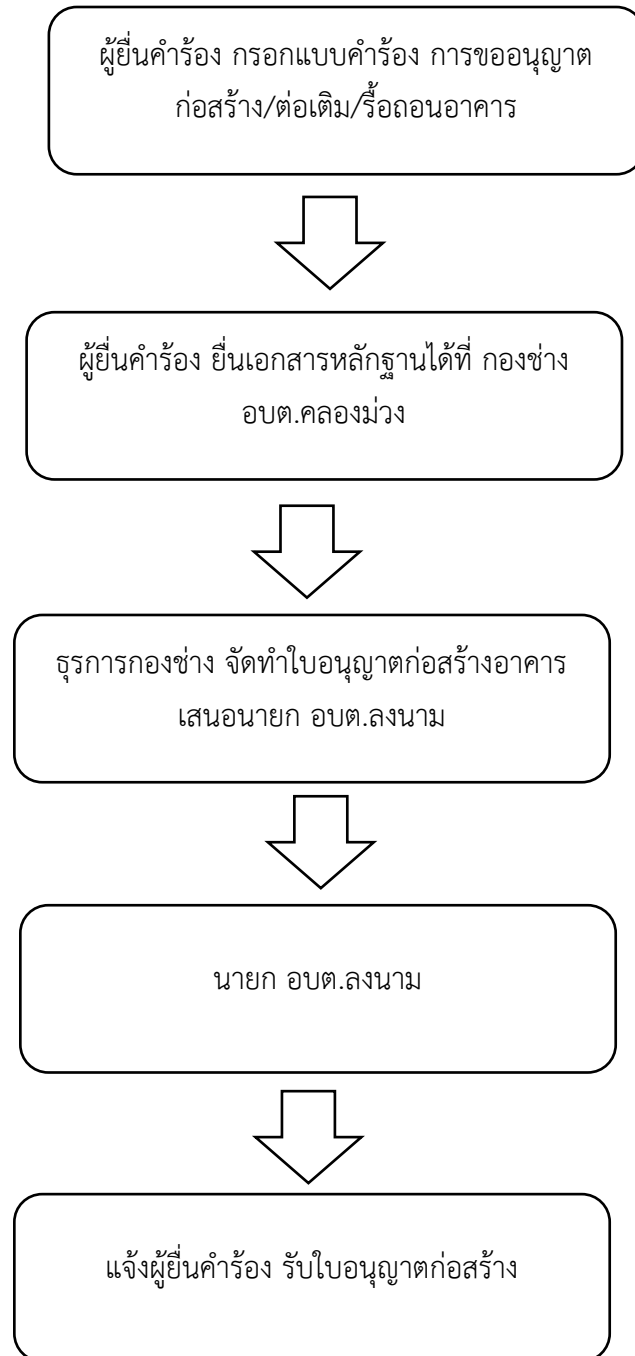 ผู้ยื่นคำร้อง กรอกแบบคำร้อง การขออนุญาต
ก่อสร้าง/ต่อเติม/รื้อถอนอาคาร
ผู้ยื่นคำร้อง ยื่นเอกสารหลักฐานได้ที่ กองช่าง
อบต.คลองม่วง
ธุรการกองช่าง จัดทำใบอนุญาตก่อสร้างอาคาร
เสนอนายก อบต.ลงนาม
นายก อบต.ลงนาม
แจ้งผู้ยื่นคำร้อง รับใบอนุญาตก่อสร้าง